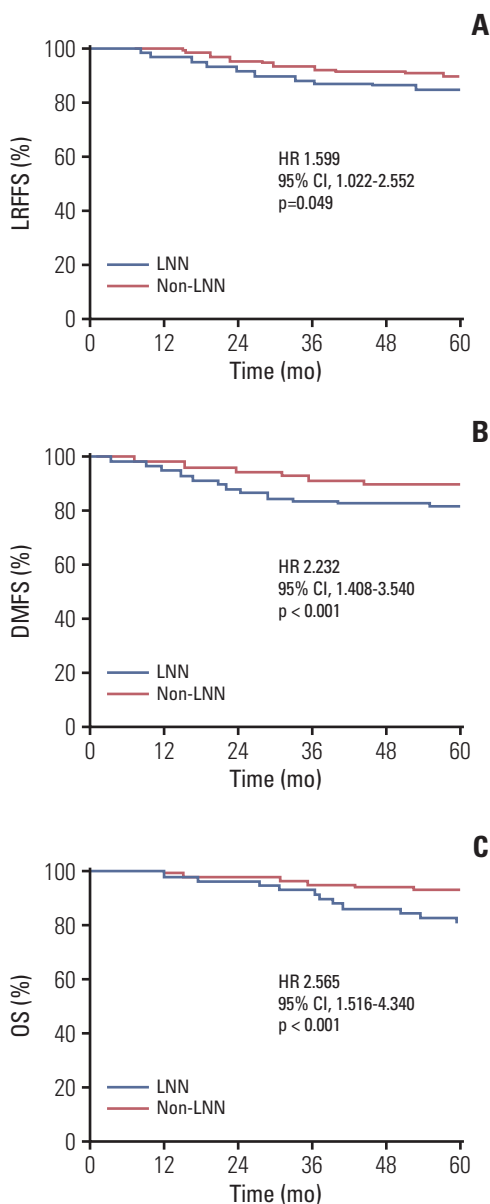 A
LRFFS (%)
100
80
60
40
20
0
HR 1.599
95% CI, 1.022-2.552
p=0.049
LNN
Non-LNN
0 12 24 36 48 60
Time (mo)
B
DMFS (%)
100
80
60
40
20
0
HR 2.232
95% CI, 1.408-3.540
p < 0.001
LNN
Non-LNN
0 12 24 36 48 60
Time (mo)
C
OS (%)
100
80
60
40
20
0
HR 2.565
95% CI, 1.516-4.340
p < 0.001
LNN
Non-LNN
0 12 24 36 48 60
Time (mo)